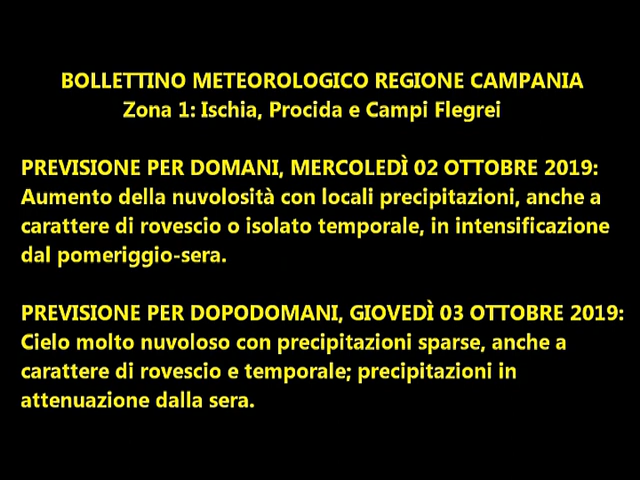 BOLLETTINO METEOROLOGICO REGIONE CAMPANIA
Zona 1: Ischia, Procida e Campi Flegrei
PREVISIONE PER DOMANI, MERCOLEDÌ 02 OTTOBRE 2019:
Aumento della nuvolosità con locali precipitazioni, anche a
carattere di rovescio o isolato temporale, in intensificazione
dal pomeriggio-sera.
PREVISIONE PER DOPODOMANI, GIOVEDÌ 03 OTTOBRE 2019:
Cielo molto nuvoloso con precipitazioni sparse, anche a
carattere di rovescio e temporale; precipitazioni in
attenuazione dalla sera.